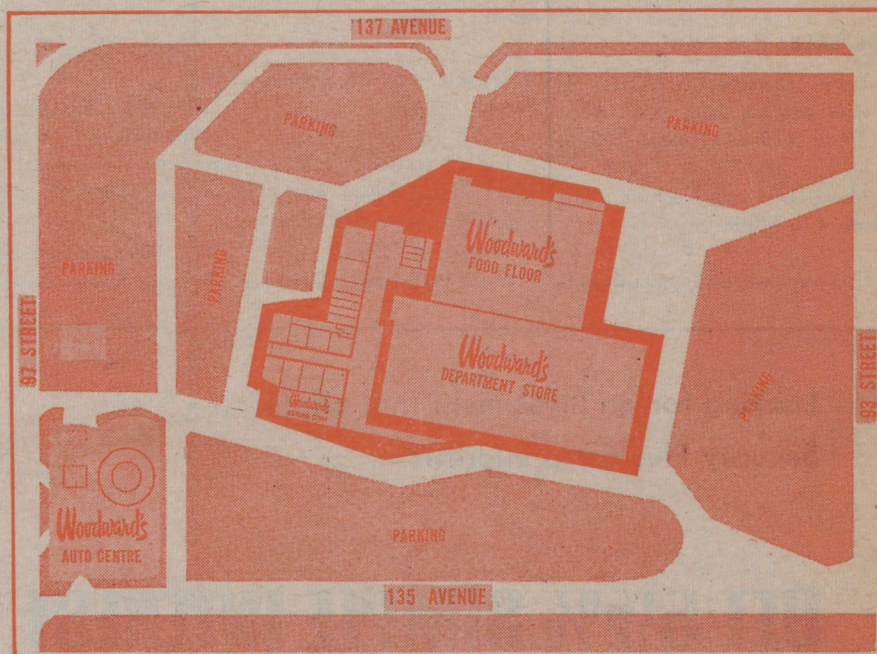 137 AVENUE
PARKING
PARKING
Woodward's
FOOD FLOOR
PARKING
PARKING
97 STREET
Woodward's
DEPARTMENT STORE
93 STREET
PARKING
Woodward's
Woodward's
AUTO CENTRE
PARKING
135 AVENUE